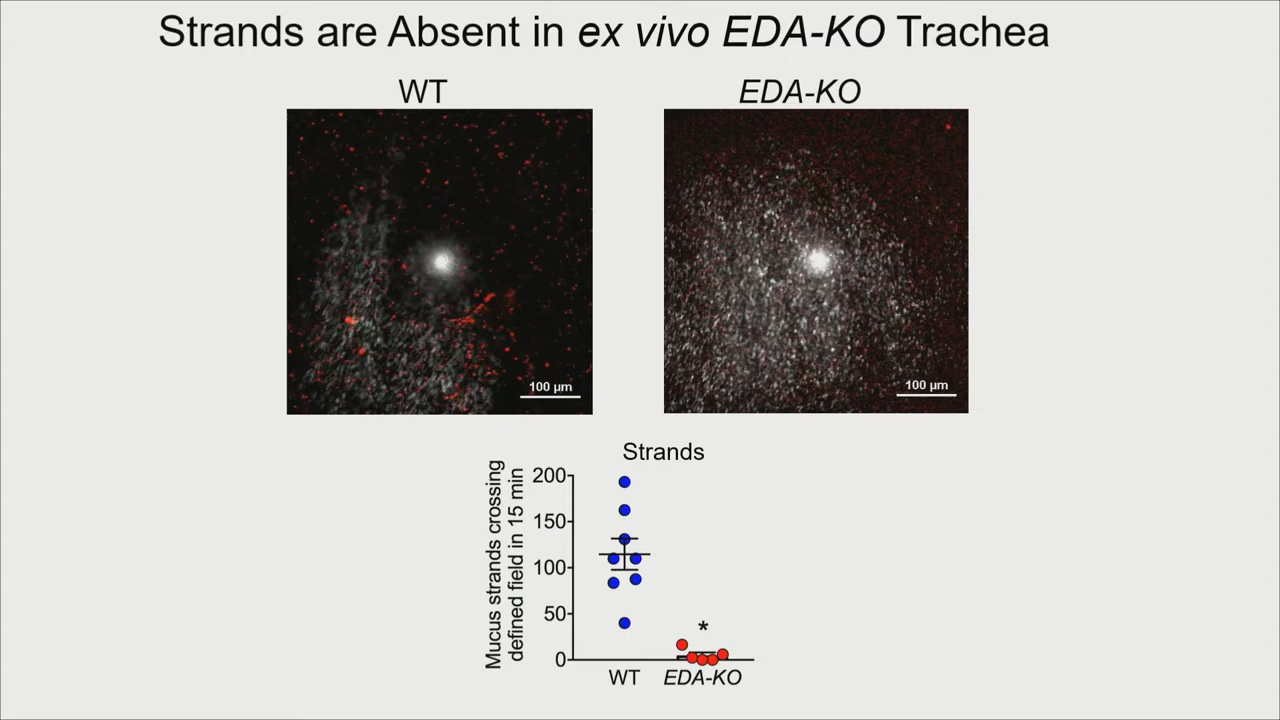 Strands are Absent in ex vivo EDA-KO Trachea
WT
EDA-KO
100 µm
100 µm
Strands
Mucus strands crossing
defined field in 15 min
200
150
100
50
0
*
WT
EDA-KO